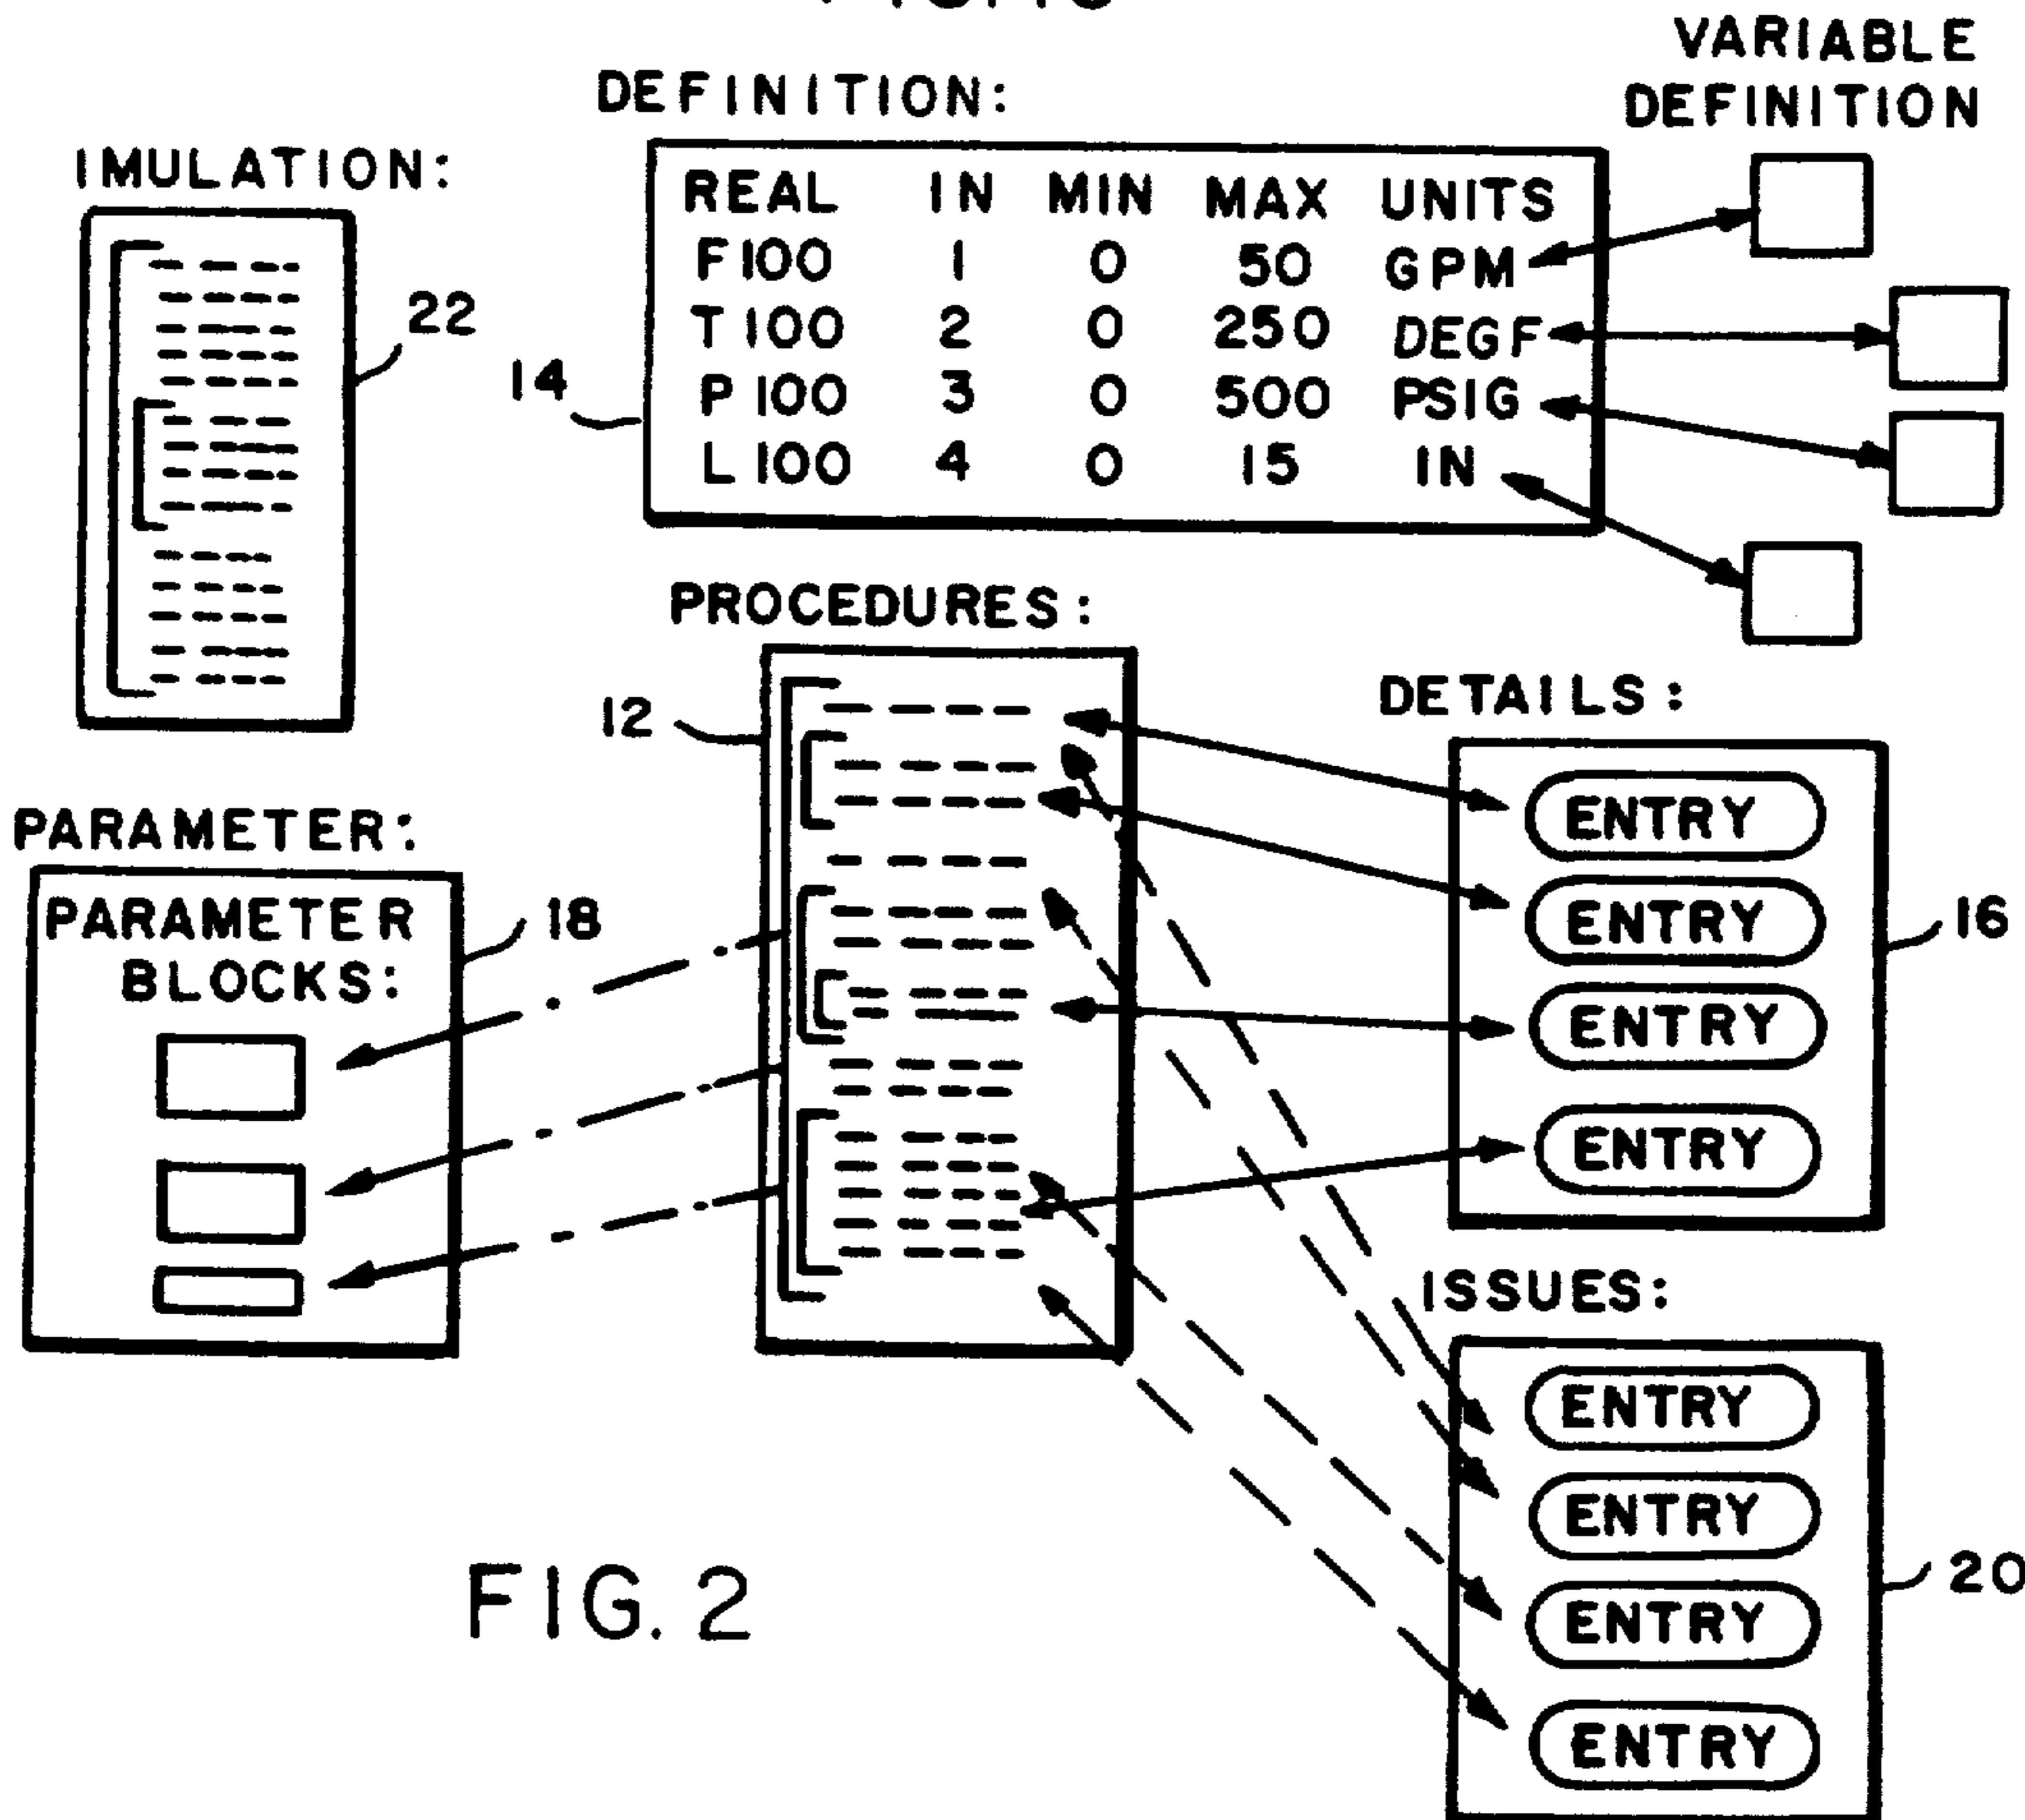 VARIABLE
DEFINITION
DEFINITION:
IMULATION:
REAL IN MIN MAX UNITS
F100 1 0 50 GPM
T100 2 0 250 DEGF
P100 3 0 500 PSIG
L100 4 0 15 IN
22
14
PROCEDURES:
12
DETAILS:
ENTRY
ENTRY
ENTRY
ENTRY
16
PARAMETER:
PARAMETER
BLOCKS:
18
ISSUES:
ENTRY
ENTRY
ENTRY
ENTRY
20
FIG. 2